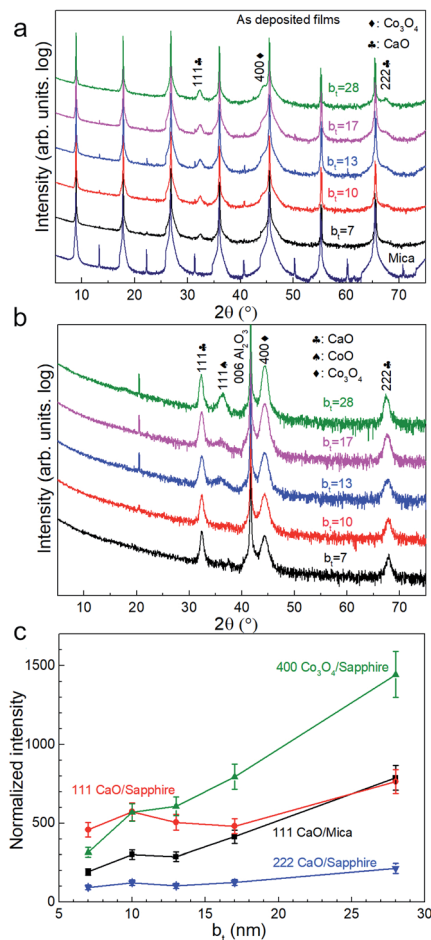 a
As deposited films
♦: Co₃O₄
♣: CaO
111♣
400♦
222♣
bₜ=28
bₜ=17
bₜ=13
bₜ=10
bₜ=7
Mica
Intensity (arb. units. log)
10 20 30 40 50 60 70
2θ (°)
b
111♣
111♠
006 Al₂O₃
400♦
♣: CaO
♠: CoO
♦: Co₃O₄
222♣
bₜ=28
bₜ=17
bₜ=13
bₜ=10
bₜ=7
Intensity (arb. units. log)
10 20 30 40 50 60 70
2θ (°)
c
1500
1000
500
0
Normalized intensity
400 Co₃O₄/Sapphire
111 CaO/Sapphire
111 CaO/Mica
222 CaO/Sapphire
5 10 15 20 25 30
bₜ (nm)